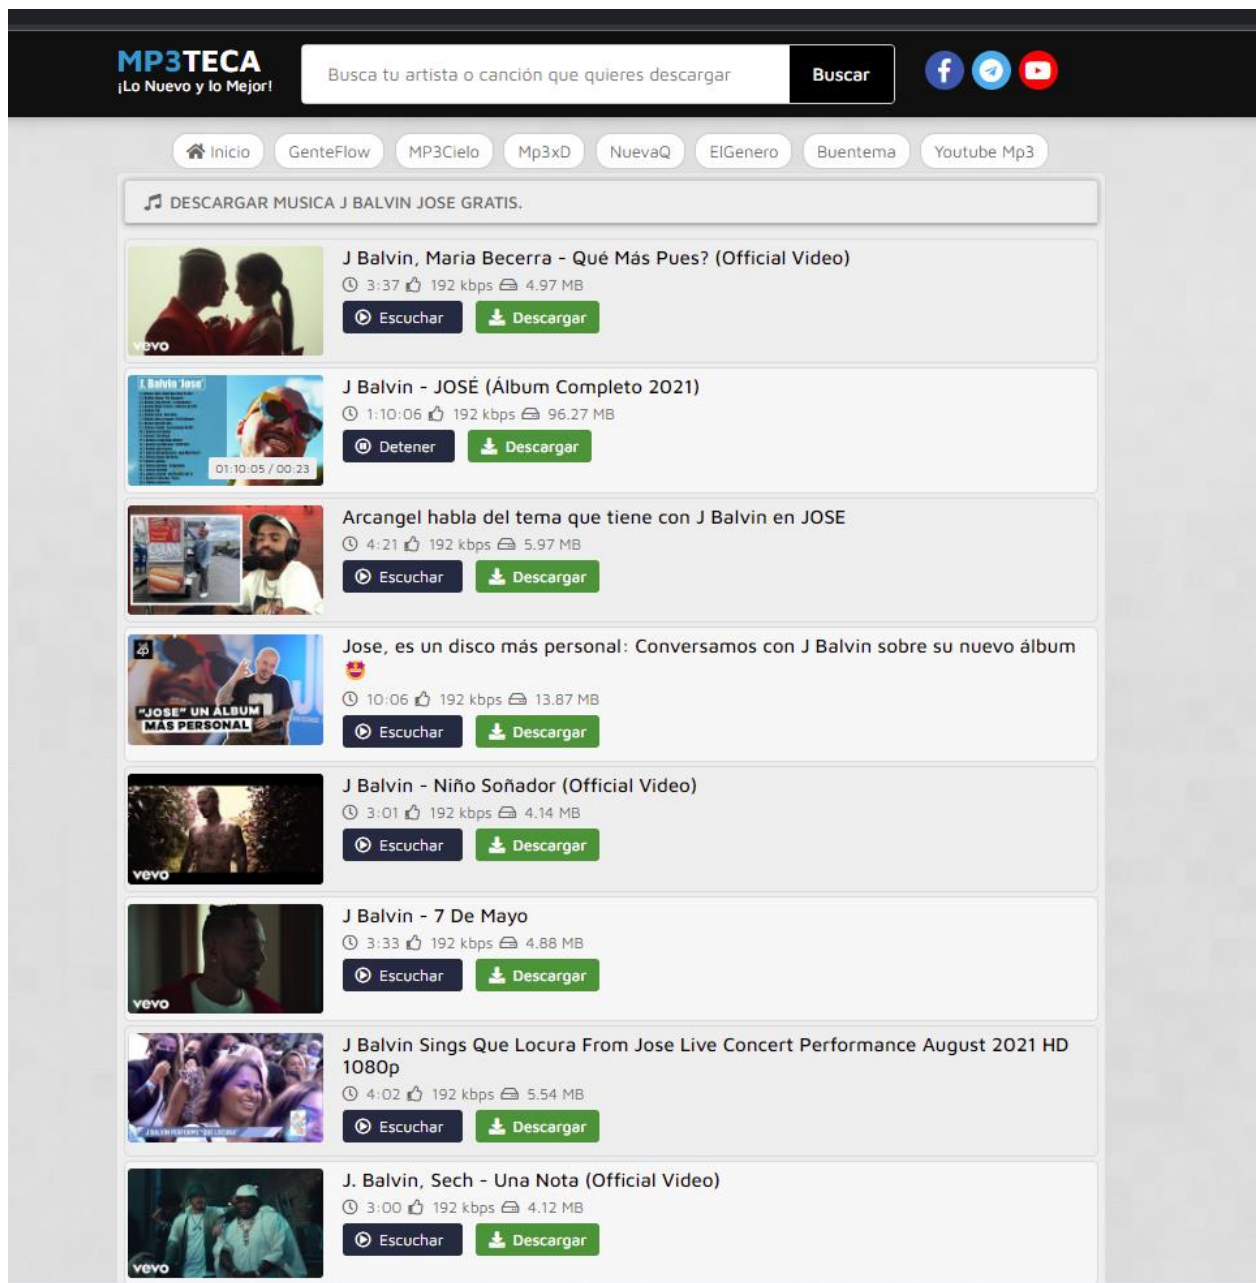 MP3TECA
¡Lo Nuevo y lo Mejor!
Busca tu artista o canción que quieres descargar
Buscar
Inicio
GenteFlow
MP3Cielo
Mp3xD
NuevaQ
ElGenero
Buentema
Youtube Mp3
DESCARGAR MUSICA J BALVIN JOSE GRATIS.
J Balvin, Maria Becerra - Qué Más Pues? (Official Video)
3:37 192 kbps 4.97 MB
Escuchar Descargar
vevo
J Balvin - JOSÉ (Álbum Completo 2021)
1:10:06 192 kbps 96.27 MB
Detener Descargar
J. Balvin 'Jose'
01:10:05 / 00:23
Arcangel habla del tema que tiene con J Balvin en JOSE
4:21 192 kbps 5.97 MB
Escuchar Descargar
Jose, es un disco más personal: Conversamos con J Balvin sobre su nuevo álbum
🤩
10:06 192 kbps 13.87 MB
Escuchar Descargar
"JOSE" UN ÁLBUM
MÁS PERSONAL
J Balvin - Niño Soñador (Official Video)
3:01 192 kbps 4.14 MB
Escuchar Descargar
vevo
J Balvin - 7 De Mayo
3:33 192 kbps 4.88 MB
Escuchar Descargar
vevo
J Balvin Sings Que Locura From Jose Live Concert Performance August 2021 HD
1080p
4:02 192 kbps 5.54 MB
Escuchar Descargar
J BALVIN PERFORMS "QUE LOCURA"
J. Balvin, Sech - Una Nota (Official Video)
3:00 192 kbps 4.12 MB
Escuchar Descargar
vevo